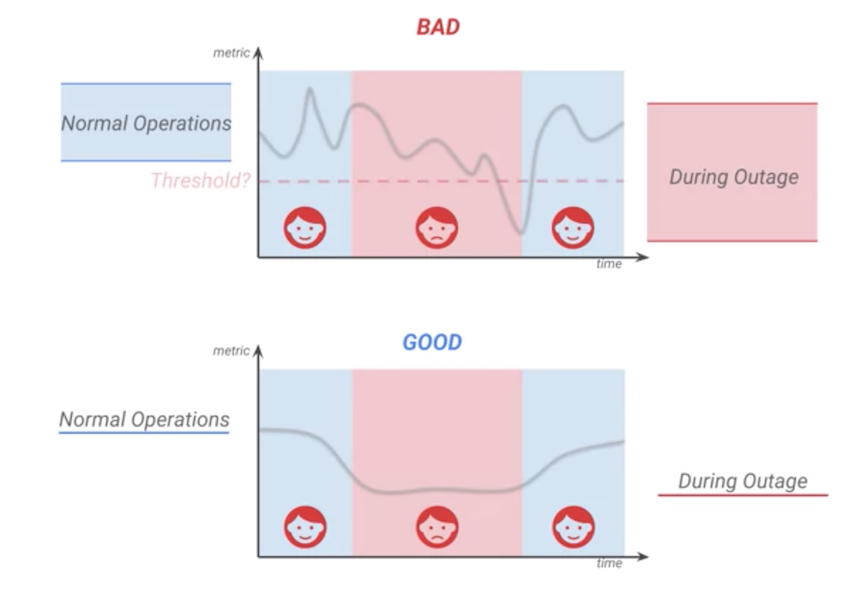 BAD
metric
Normal Operations
Threshold?
During Outage
time
GOOD
metric
Normal Operations
During Outage
time